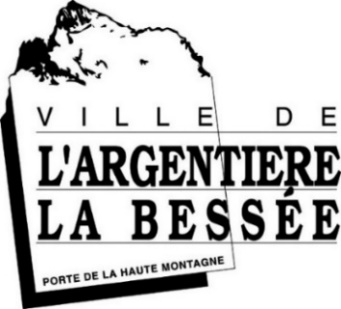 VILLE DE
L'ARGENTIERE
LA BESSÉE
PORTE DE LA HAUTE MONTAGNE